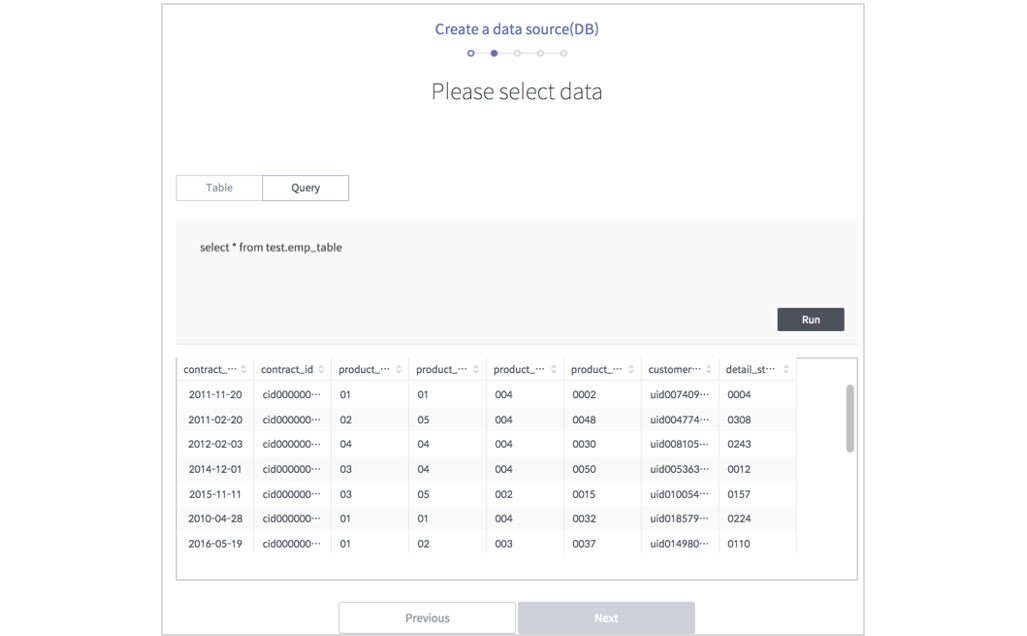 Create a data source(DB)
Please select data
Table Query
select * from test.emp_table
Run
contract_··· contract_id product_··· product_··· product_··· product_··· customer··· detail_st···
2011-11-20 cid000000··· 01 01 004 0002 uid007409··· 0004
2011-02-20 cid000000··· 02 05 004 0048 uid004774··· 0308
2012-02-03 cid000000··· 04 04 004 0030 uid008105··· 0243
2014-12-01 cid000000··· 03 04 004 0050 uid005363··· 0012
2015-11-11 cid000000··· 03 05 002 0015 uid010054··· 0157
2010-04-28 cid000000··· 01 01 004 0032 uid018579··· 0224
2016-05-19 cid000000··· 01 02 003 0037 uid014980··· 0110
Previous Next